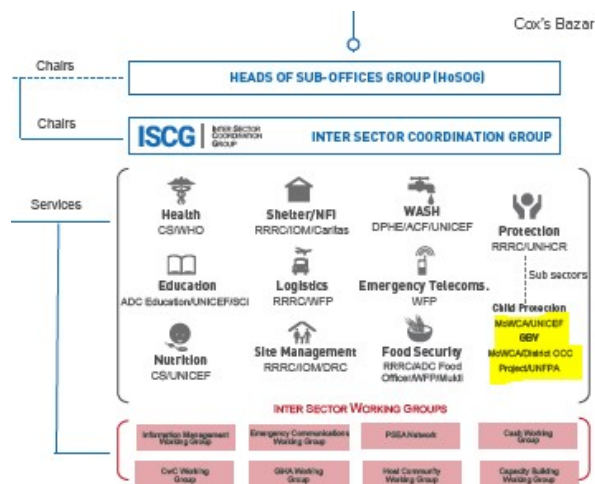 Cox's Bazar
Chairs
HEADS OF SUB-OFFICES GROUP (HoSOG)
Chairs
ISCG
INTER SECTOR
COORDINATION
GROUP
INTER SECTOR COORDINATION GROUP
Services
Health
CS/WHO
Shelter/NFI
RRRC/IOM/Caritas
WASH
DPHE/ACF/UNICEF
Protection
RRRC/UNHCR
Sub sectors
Education
ADC Education/UNICEF/SCI
Logistics
RRRC/WFP
Emergency Telecoms.
WFP
Child Protection
MoWCA/UNICEF
GBV
MoWCA/District OCC
Project/UNFPA
Nutrition
CS/UNICEF
Site Management
RRRC/IOM/DRC
Food Security
RRRC/ADC Food
Officer/WFP/Mukti
INTER SECTOR WORKING GROUPS
Information Management
Working Group
Emergency Communications
Working Group
PSEA Network
Cash Working
Group
CwC Working
Group
GIHA Working
Group
Host Community
Working Group
Capacity Building
Working Group